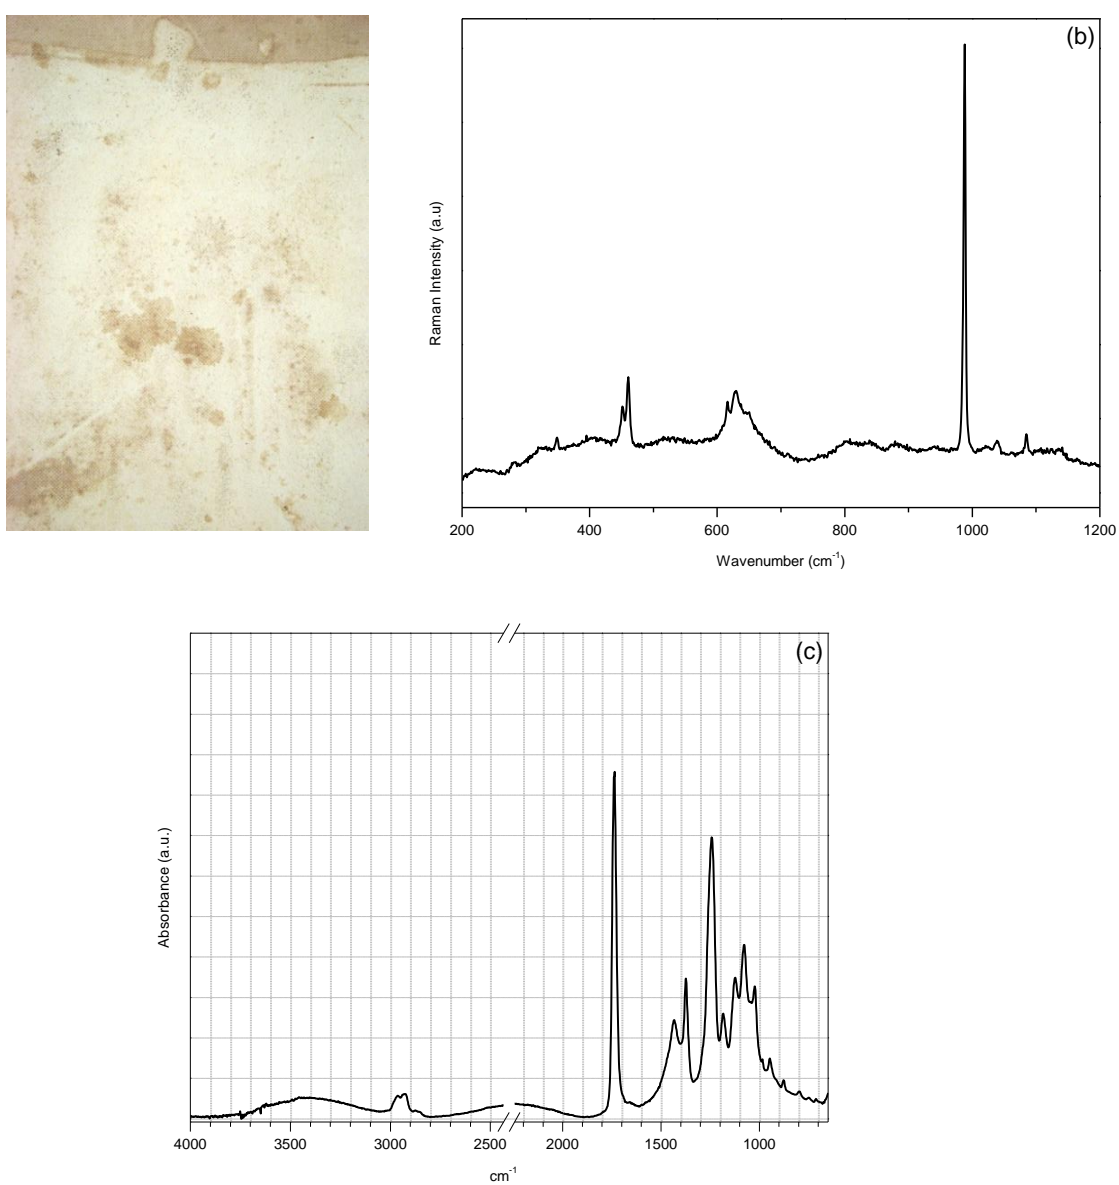 (b)
Raman Intensity (a.u)
200 400 600 800 1000 1200
Wavenumber (cm-1)
(c)
Absorbance (a.u.)
4000 3500 3000 2500 2000 1500 1000
cm-1